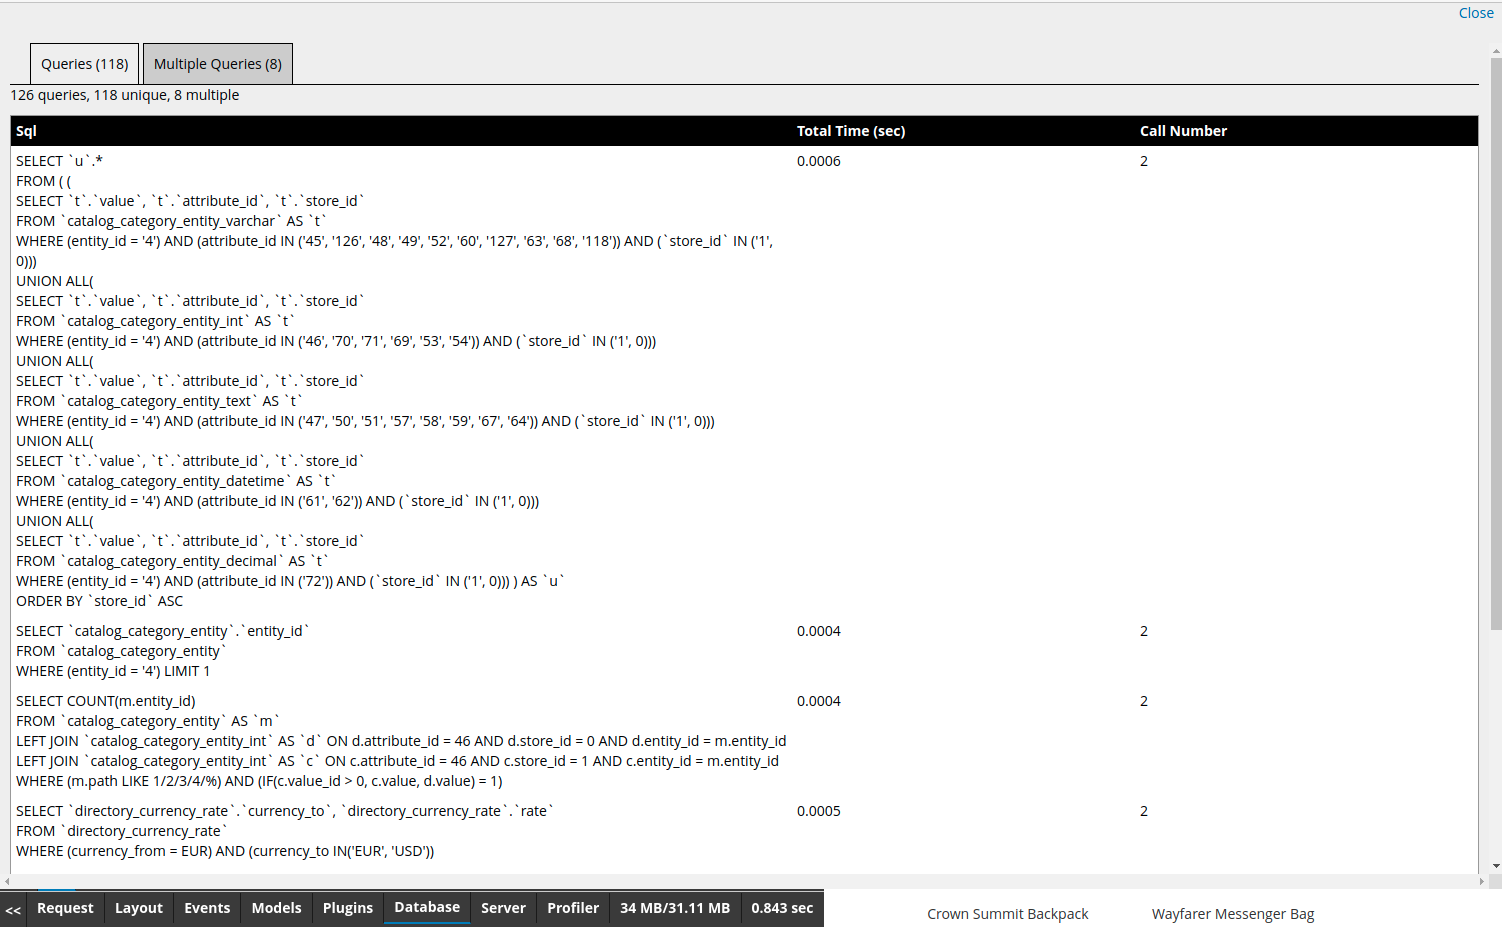 Close
Queries (118) Multiple Queries (8)
126 queries, 118 unique, 8 multiple
Sql Total Time (sec) Call Number
SELECT `u`.* 0.0006 2
FROM ( (
SELECT `t`.`value`, `t`.`attribute_id`, `t`.`store_id`
FROM `catalog_category_entity_varchar` AS `t`
WHERE (entity_id = '4') AND (attribute_id IN ('45', '126', '48', '49', '52', '60', '127', '63', '68', '118')) AND (`store_id` IN ('1',
0)))
UNION ALL(
SELECT `t`.`value`, `t`.`attribute_id`, `t`.`store_id`
FROM `catalog_category_entity_int` AS `t`
WHERE (entity_id = '4') AND (attribute_id IN ('46', '70', '71', '69', '53', '54')) AND (`store_id` IN ('1', 0)))
UNION ALL(
SELECT `t`.`value`, `t`.`attribute_id`, `t`.`store_id`
FROM `catalog_category_entity_text` AS `t`
WHERE (entity_id = '4') AND (attribute_id IN ('47', '50', '51', '57', '58', '59', '67', '64')) AND (`store_id` IN ('1', 0)))
UNION ALL(
SELECT `t`.`value`, `t`.`attribute_id`, `t`.`store_id`
FROM `catalog_category_entity_datetime` AS `t`
WHERE (entity_id = '4') AND (attribute_id IN ('61', '62')) AND (`store_id` IN ('1', 0)))
UNION ALL(
SELECT `t`.`value`, `t`.`attribute_id`, `t`.`store_id`
FROM `catalog_category_entity_decimal` AS `t`
WHERE (entity_id = '4') AND (attribute_id IN ('72')) AND (`store_id` IN ('1', 0))) ) AS `u`
ORDER BY `store_id` ASC
SELECT `catalog_category_entity`.`entity_id` 0.0004 2
FROM `catalog_category_entity`
WHERE (entity_id = '4') LIMIT 1
SELECT COUNT(m.entity_id) 0.0004 2
FROM `catalog_category_entity` AS `m`
LEFT JOIN `catalog_category_entity_int` AS `d` ON d.attribute_id = 46 AND d.store_id = 0 AND d.entity_id = m.entity_id
LEFT JOIN `catalog_category_entity_int` AS `c` ON c.attribute_id = 46 AND c.store_id = 1 AND c.entity_id = m.entity_id
WHERE (m.path LIKE 1/2/3/4/%) AND (IF(c.value_id > 0, c.value, d.value) = 1)
SELECT `directory_currency_rate`.`currency_to`, `directory_currency_rate`.`rate` 0.0005 2
FROM `directory_currency_rate`
WHERE (currency_from = EUR) AND (currency_to IN('EUR', 'USD'))
<< Request Layout Events Models Plugins Database Server Profiler 34 MB/31.11 MB 0.843 sec
Crown Summit Backpack Wayfarer Messenger Bag